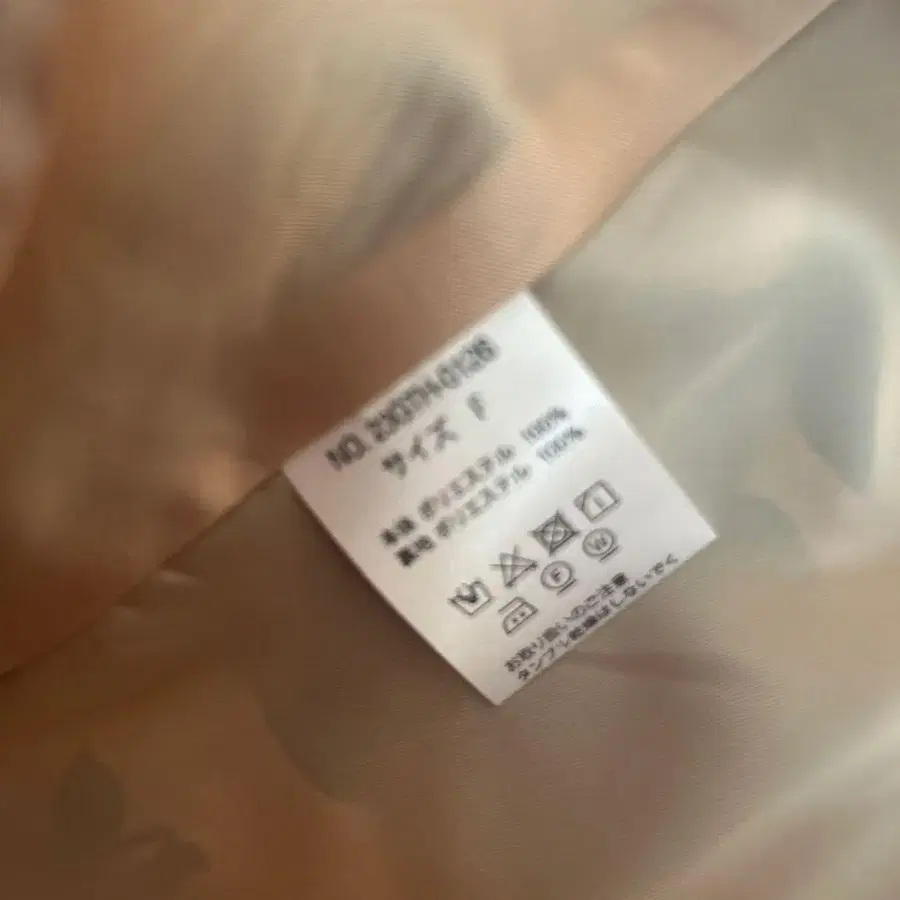 NO. 2303740126
サイズ F
表地 ポリエステル 100%
裏地 ポリエステル 100%
F W
お取り扱いのご注意
タンブル乾燥はしないでく